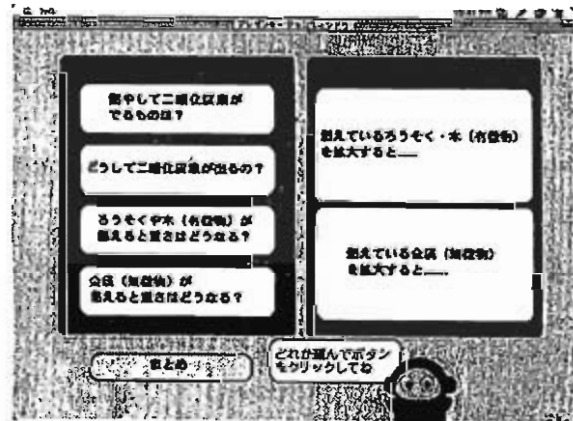 燃やして二酸化炭素が
でるものは?
どうして二酸化炭素が出るの?
ろうそくや木(有機物)が
燃えると重さはどうなる?
金属(無機物)が
燃えると重さはどうなる?
燃えているろうそく・木(有機物)
を拡大すると……
燃えている金属(無機物)
を拡大すると……
まとめ
どれか選んでボタン
をクリックしてね